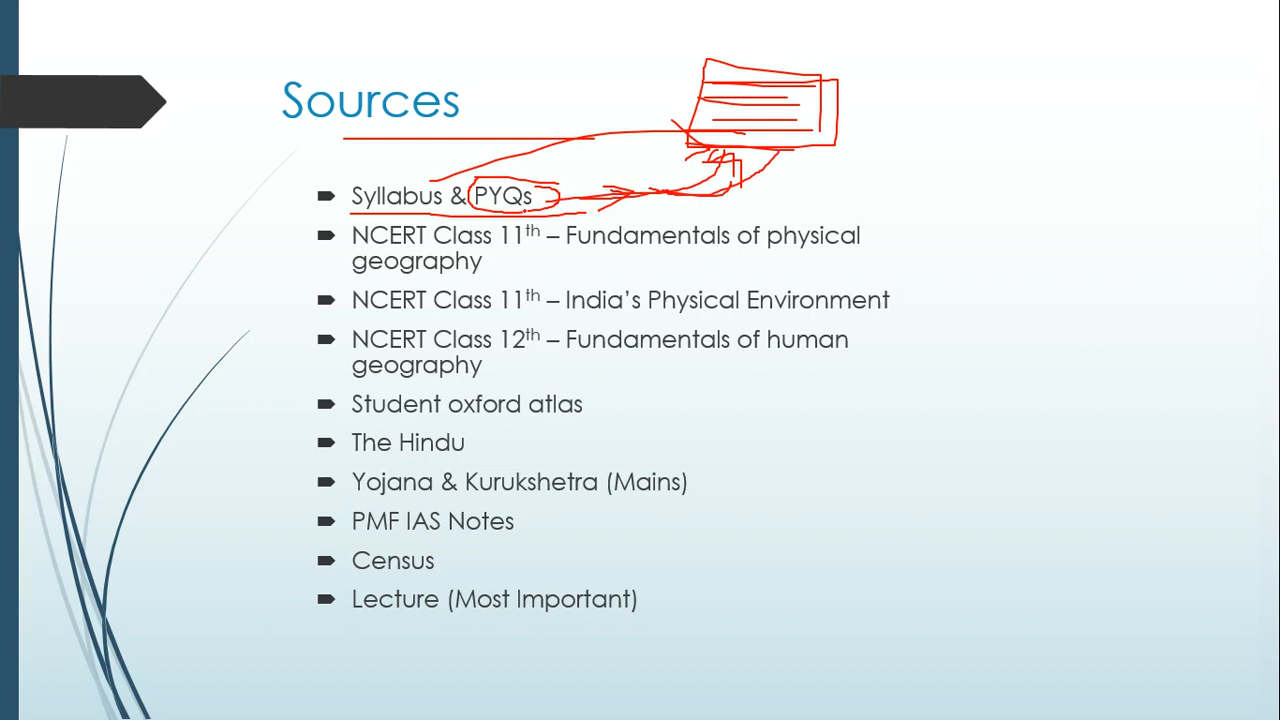 Sources
Syllabus & PYQs
NCERT Class 11th – Fundamentals of physical
geography
NCERT Class 11th – India's Physical Environment
NCERT Class 12th – Fundamentals of human
geography
Student oxford atlas
The Hindu
Yojana & Kurukshetra (Mains)
PMF IAS Notes
Census
Lecture (Most Important)